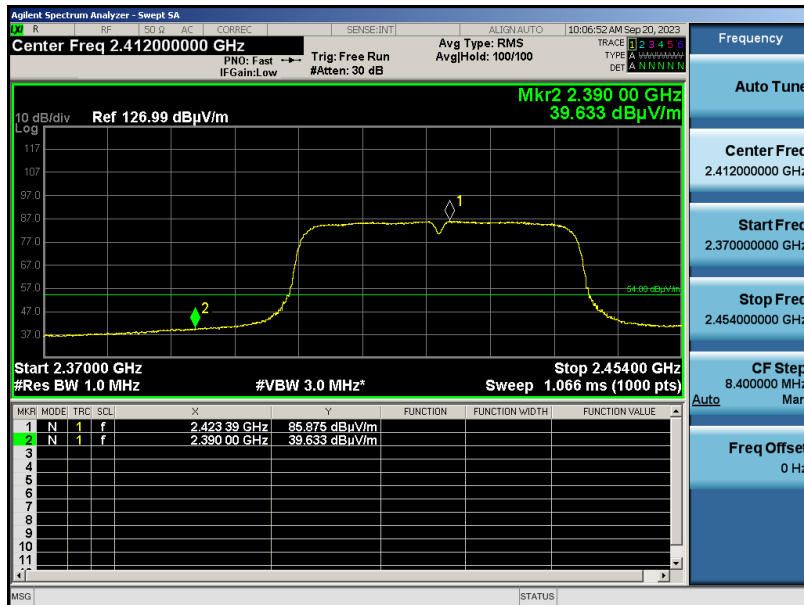 Agilent Spectrum Analyzer - Swept SA
LXI R RF 50 Ω AC CORREC SENSE:INT ALIGN AUTO 10:06:52 AM Sep 20, 2023
Center Freq 2.412000000 GHz
PNO: Fast
IFGain:Low
Trig: Free Run
#Atten: 30 dB
Avg Type: RMS
Avg|Hold: 100/100
TRACE 1 2 3 4 5 6
TYPE A WWWWWW
DET A N N N N N
Mkr2 2.390 00 GHz
39.633 dBµV/m
10 dB/div Ref 126.99 dBµV/m
Log
117
107
97.0
87.0
77.0
67.0
57.0
47.0
37.0
1
2
54.00 dBµV/m
Start 2.37000 GHz Stop 2.45400 GHz
#Res BW 1.0 MHz #VBW 3.0 MHz* Sweep 1.066 ms (1000 pts)
MKR MODE TRC SCL X Y FUNCTION FUNCTION WIDTH FUNCTION VALUE
1 N 1 f 2.423 39 GHz 85.875 dBµV/m
2 N 1 f 2.390 00 GHz 39.633 dBµV/m
3
4
5
6
7
8
9
10
11
MSG STATUS
Frequency
Auto Tune
Center Freq
2.412000000 GHz
Start Freq
2.370000000 GHz
Stop Freq
2.454000000 GHz
CF Step
8.400000 MHz
Auto Man
Freq Offset
0 Hz